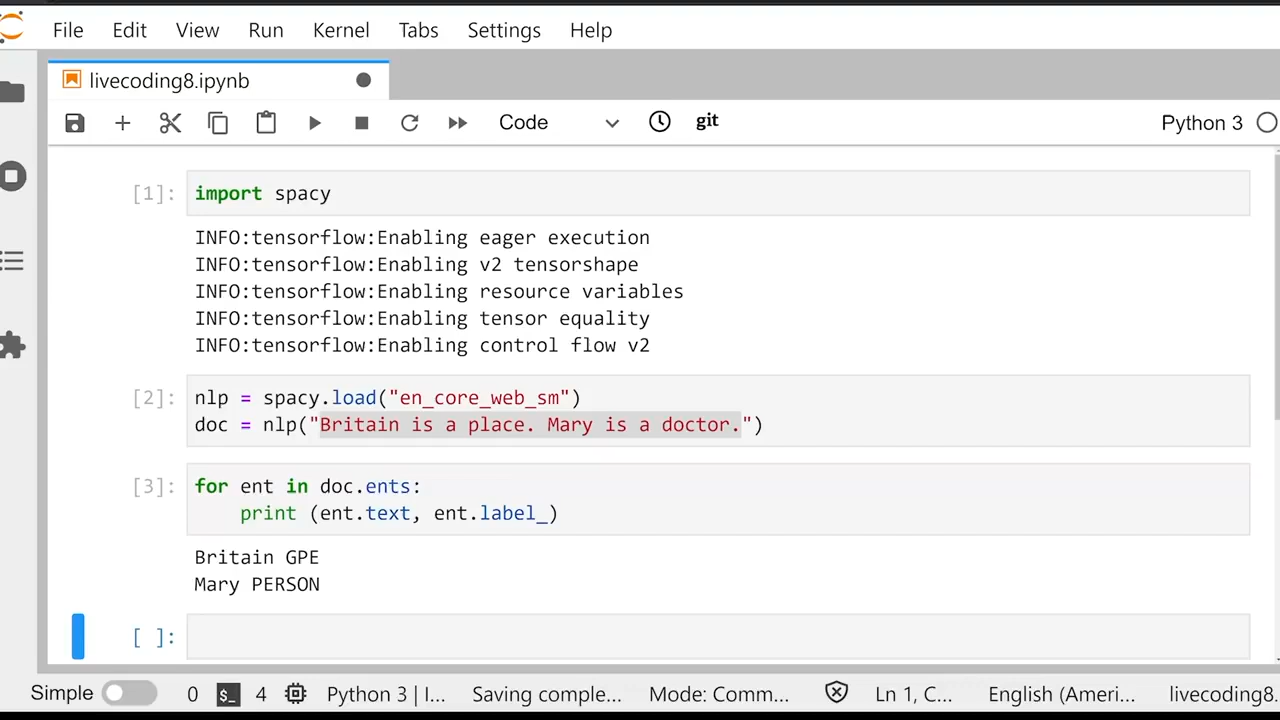 File Edit View Run Kernel Tabs Settings Help
livecoding8.ipynb
Code git Python 3
[1]: import spacy
INFO:tensorflow:Enabling eager execution
INFO:tensorflow:Enabling v2 tensorshape
INFO:tensorflow:Enabling resource variables
INFO:tensorflow:Enabling tensor equality
INFO:tensorflow:Enabling control flow v2
[2]: nlp = spacy.load("en_core_web_sm")
doc = nlp("Britain is a place. Mary is a doctor.")
[3]: for ent in doc.ents:
print (ent.text, ent.label_)
Britain GPE
Mary PERSON
[ ]:
Simple 0 $_ 4 Python 3 | I... Saving comple... Mode: Comm... Ln 1, C... English (Ameri... livecoding8.